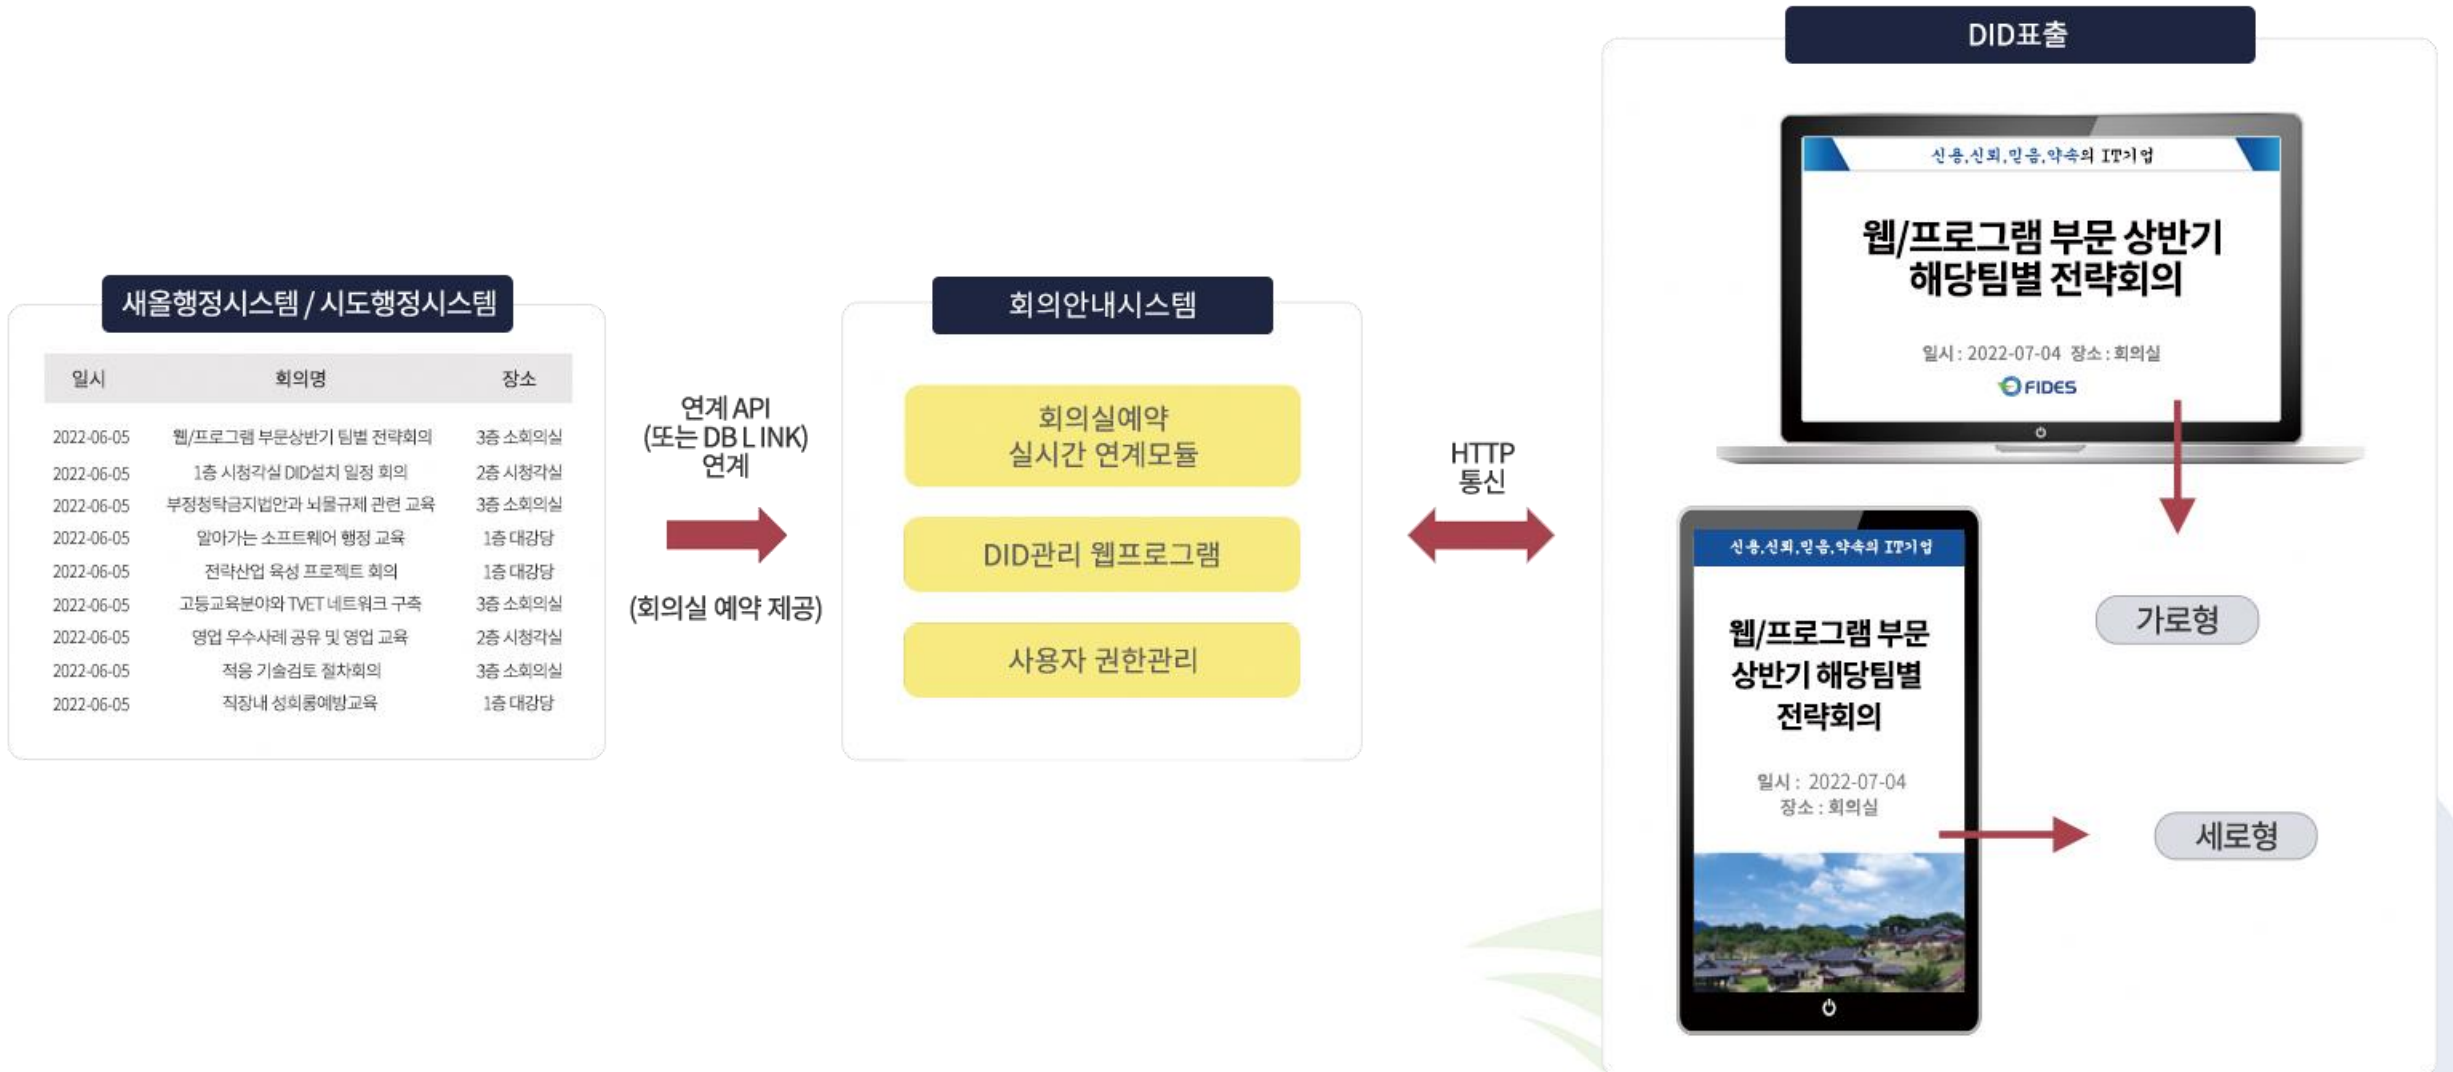 새올행정시스템 / 시도행정시스템
일시 회의명 장소
2022-06-05 웹/프로그램 부문상반기 팀별 전략회의 3층 소회의실
2022-06-05 1층 시청각실 DID설치 일정 회의 2층 시청각실
2022-06-05 부정청탁금지법안과 뇌물규제 관련 교육 3층 소회의실
2022-06-05 알아가는 소프트웨어 행정 교육 1층 대강당
2022-06-05 전략산업 육성 프로젝트 회의 1층 대강당
2022-06-05 고등교육분야와 TVET 네트워크 구축 3층 소회의실
2022-06-05 영업 우수사례 공유 및 영업 교육 2층 시청각실
2022-06-05 적응 기술검토 절차회의 3층 소회의실
2022-06-05 직장내 성희롱예방교육 1층 대강당
연계 API
(또는 DB L INK)
연계
(회의실 예약 제공)
회의안내시스템
회의실예약
실시간 연계모듈
DID관리 웹프로그램
사용자 권한관리
HTTP
통신
DID표출
신용,신뢰,믿음,약속의 IT기업
웹/프로그램 부문 상반기
해당팀별 전략회의
일시 : 2022-07-04 장소 : 회의실
FIDES
가로형
신용,신뢰,믿음,약속의 IT기업
웹/프로그램 부문
상반기 해당팀별
전략회의
일시 : 2022-07-04
장소 : 회의실
세로형